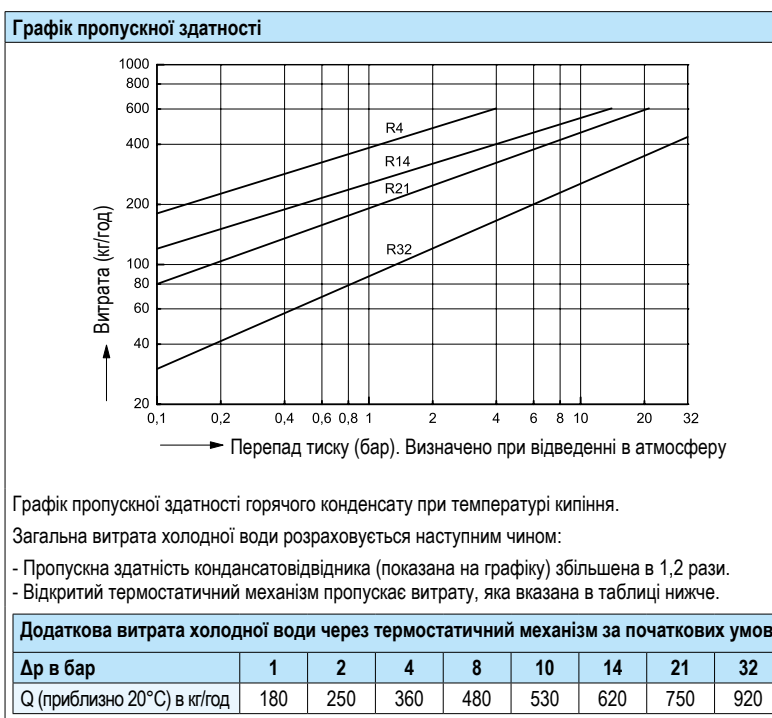 Графік пропускної здатності
1000
800
600
400
200
100
80
60
40
20
Витрата (кг/год)
R4
R14
R21
R32
0,1 0,2 0,4 0,6 0,8 1 2 4 6 8 10 20 32
Перепад тиску (бар). Визначено при відведенні в атмосферу
Графік пропускної здатності горячого конденсату при температурі кипіння.
Загальна витрата холодної води розраховується наступним чином:
- Пропускна здатність кондансатовідвідника (показана на графіку) збільшена в 1,2 рази.
- Відкритий термостатичний механізм пропускає витрату, яка вказана в таблиці нижче.
Додаткова витрата холодної води через термостатичний механізм за початкових умов
Δp в бар 1 2 4 8 10 14 21 32
Q (приблизно 20°C) в кг/год 180 250 360 480 530 620 750 920